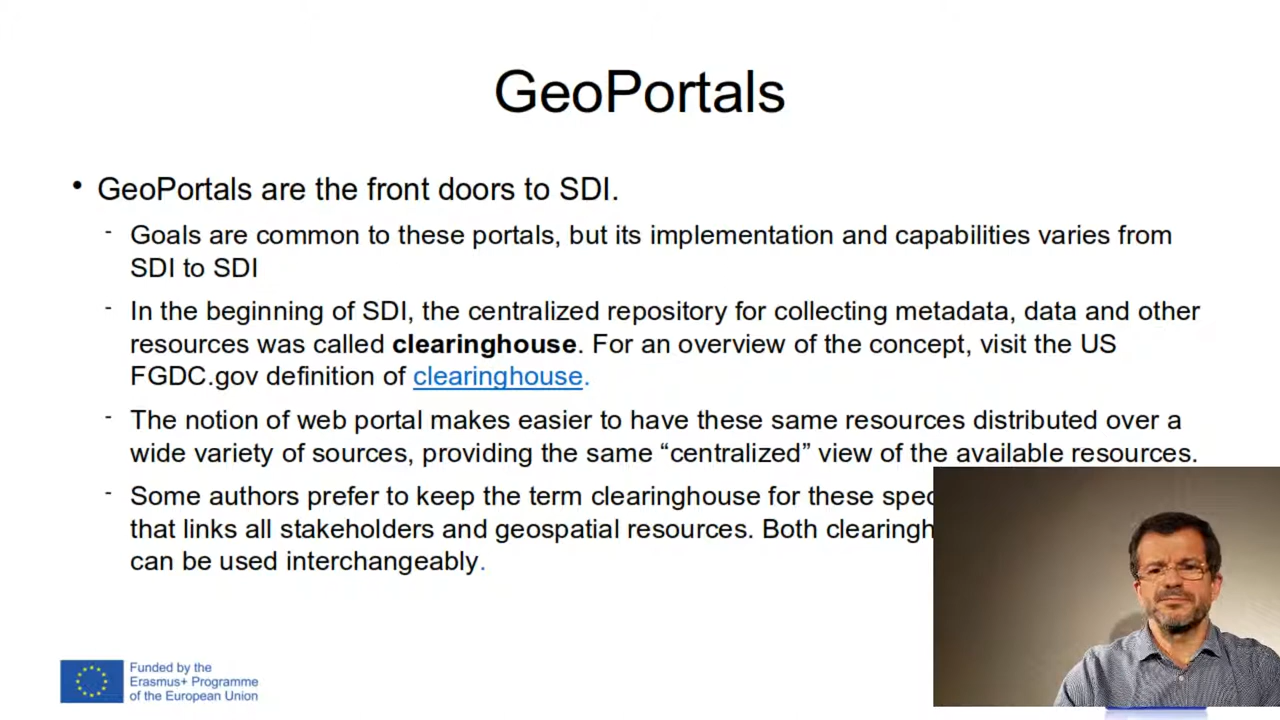 GeoPortals
• GeoPortals are the front doors to SDI.
- Goals are common to these portals, but its implementation and capabilities varies from
SDI to SDI
- In the beginning of SDI, the centralized repository for collecting metadata, data and other
resources was called clearinghouse. For an overview of the concept, visit the US
FGDC.gov definition of clearinghouse.
- The notion of web portal makes easier to have these same resources distributed over a
wide variety of sources, providing the same “centralized” view of the available resources.
- Some authors prefer to keep the term clearinghouse for these
that links all stakeholders and geospatial resources. Both
can be used interchangeably.
Funded by the
Erasmus+ Programme
of the European Union